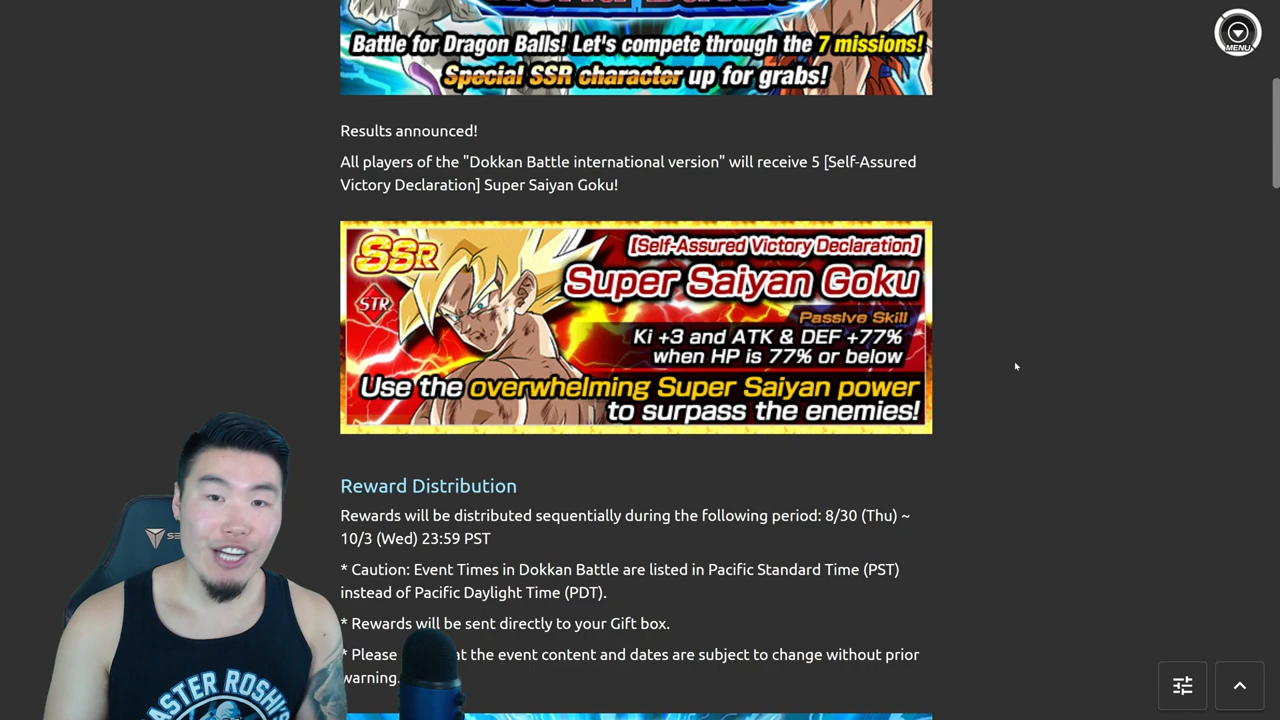 Battle for Dragon Balls! Let's compete through the 7 missions!
Special SSR character up for grabs!
MENU
Results announced!
All players of the "Dokkan Battle international version" will receive 5 [Self-Assured
Victory Declaration] Super Saiyan Goku!
SSR
[Self-Assured Victory Declaration]
Super Saiyan Goku
STR
Passive Skill
Ki +3 and ATK & DEF +77%
when HP is 77% or below
Use the overwhelming Super Saiyan power
to surpass the enemies!
Reward Distribution
Rewards will be distributed sequentially during the following period: 8/30 (Thu) ~
10/3 (Wed) 23:59 PST
* Caution: Event Times in Dokkan Battle are listed in Pacific Standard Time (PST)
instead of Pacific Daylight Time (PDT).
* Rewards will be sent directly to your Gift box.
* Please at the event content and dates are subject to change without prior
warning.
MASTER ROSHI'S